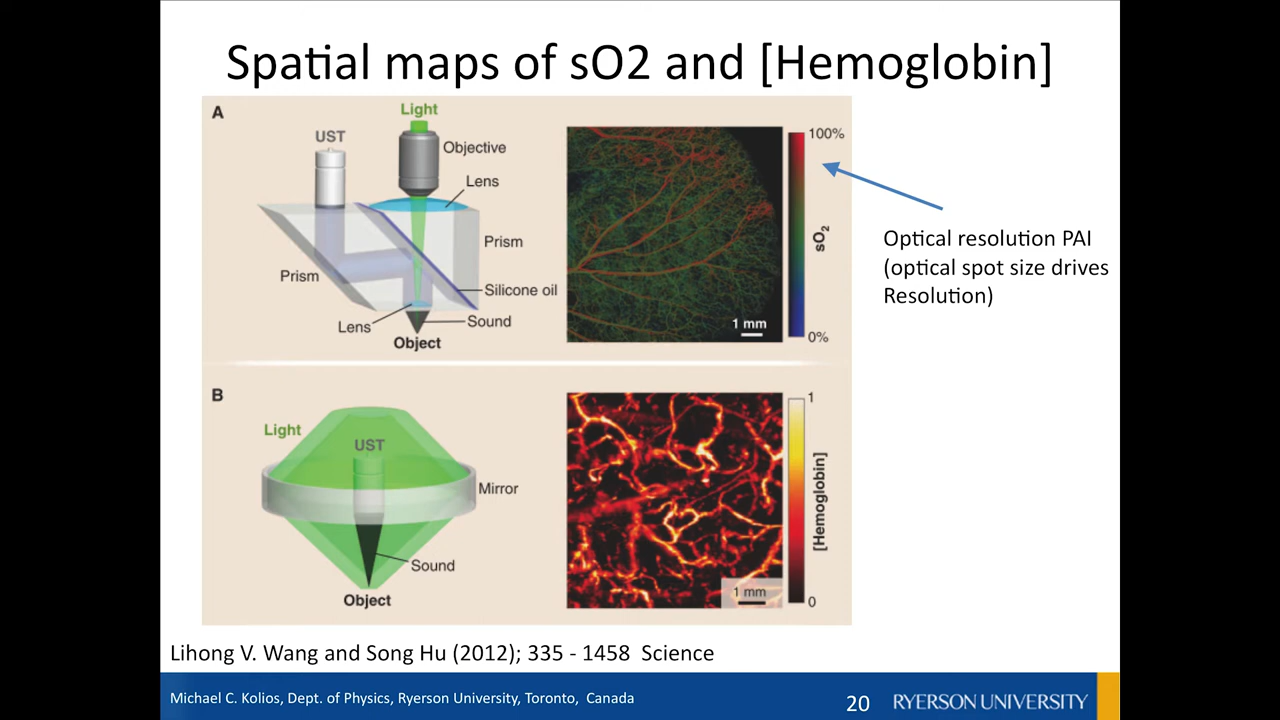 Spatial maps of sO2 and [Hemoglobin]
A
Light
UST
Objective
Lens
Prism
Prism
Silicone oil
Lens
Sound
Object
1 mm
100%
sO2
0%
Optical resolution PAI
(optical spot size drives
Resolution)
B
Light
UST
Mirror
Sound
Object
1 mm
1
[Hemoglobin]
0
Lihong V. Wang and Song Hu (2012); 335 - 1458 Science
Michael C. Kolios, Dept. of Physics, Ryerson University, Toronto, Canada
20
RYERSON UNIVERSITY